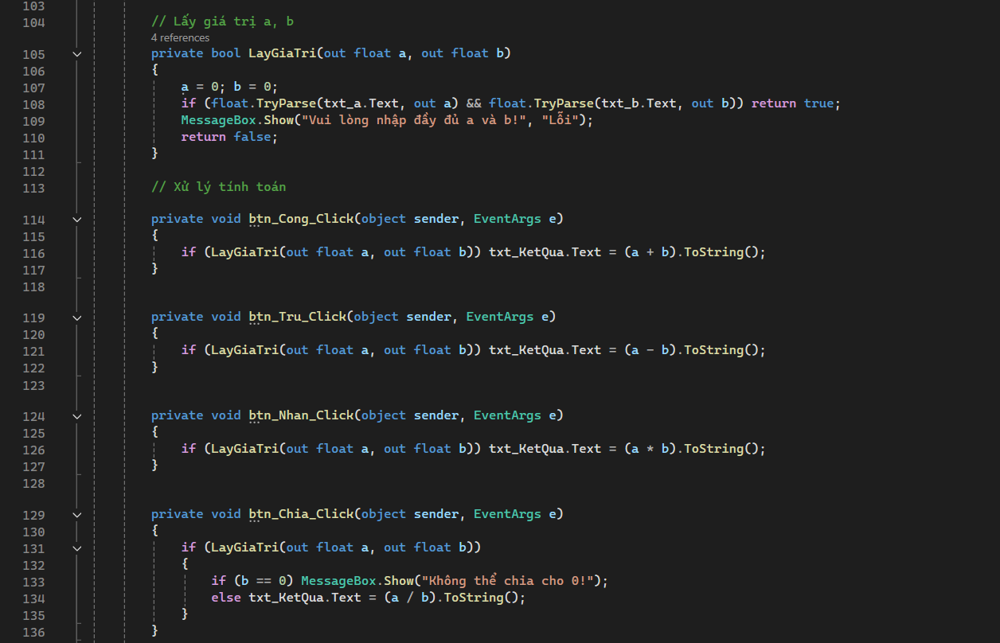 103
104 // Lấy giá trị a, b
4 references
105 private bool LayGiaTri(out float a, out float b)
106 {
107 a = 0; b = 0;
108 if (float.TryParse(txt_a.Text, out a) && float.TryParse(txt_b.Text, out b)) return true;
109 MessageBox.Show("Vui lòng nhập đầy đủ a và b!", "Lỗi");
110 return false;
111 }
112
113 // Xử lý tính toán
114 private void btn_Cong_Click(object sender, EventArgs e)
115 {
116 if (LayGiaTri(out float a, out float b)) txt_KetQua.Text = (a + b).ToString();
117 }
118
119 private void btn_Tru_Click(object sender, EventArgs e)
120 {
121 if (LayGiaTri(out float a, out float b)) txt_KetQua.Text = (a - b).ToString();
122 }
123
124 private void btn_Nhan_Click(object sender, EventArgs e)
125 {
126 if (LayGiaTri(out float a, out float b)) txt_KetQua.Text = (a * b).ToString();
127 }
128
129 private void btn_Chia_Click(object sender, EventArgs e)
130 {
131 if (LayGiaTri(out float a, out float b))
132 {
133 if (b == 0) MessageBox.Show("Không thể chia cho 0!");
134 else txt_KetQua.Text = (a / b).ToString();
135 }
136 }